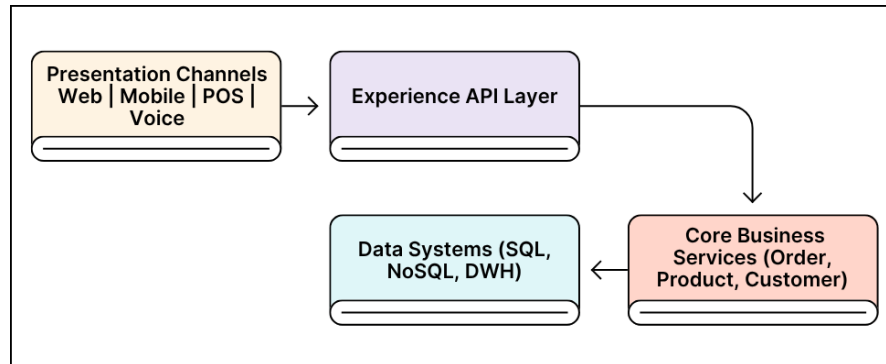 Presentation Channels
Web | Mobile | POS |
Voice
Experience API Layer
Core Business
Services (Order,
Product, Customer)
Data Systems (SQL,
NoSQL, DWH)